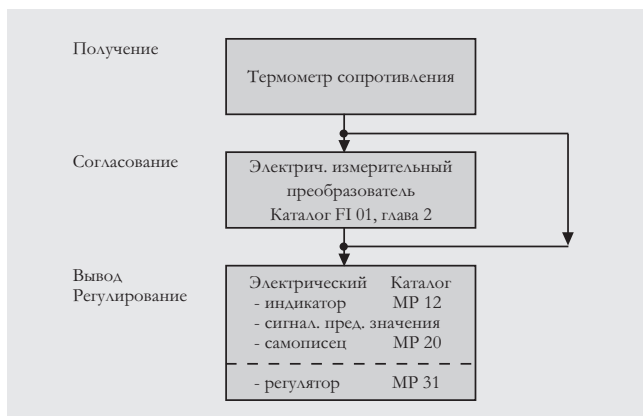 Получение
Термометр сопротивления
Согласование
Электрич. измерительный
преобразователь
Каталог FI 01, глава 2
Вывод
Регулирование
Электрический Каталог
- индикатор MP 12
- сигнал. пред. значения
- самописец MP 20
- регулятор MP 31